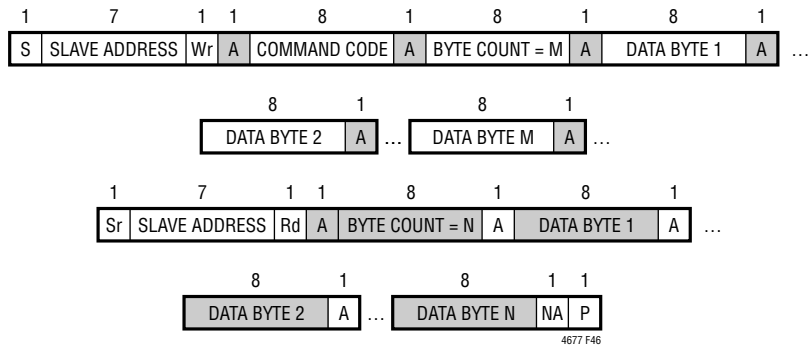 1 7 1 1 8 1 8 1 8 1
S SLAVE ADDRESS Wr A COMMAND CODE A BYTE COUNT = M A DATA BYTE 1 A …
8 1 8 1
DATA BYTE 2 A … DATA BYTE M A …
1 7 1 1 8 1 8 1
Sr SLAVE ADDRESS Rd A BYTE COUNT = N A DATA BYTE 1 A …
8 1 8 1 1
DATA BYTE 2 A … DATA BYTE N NA P
4677 F46